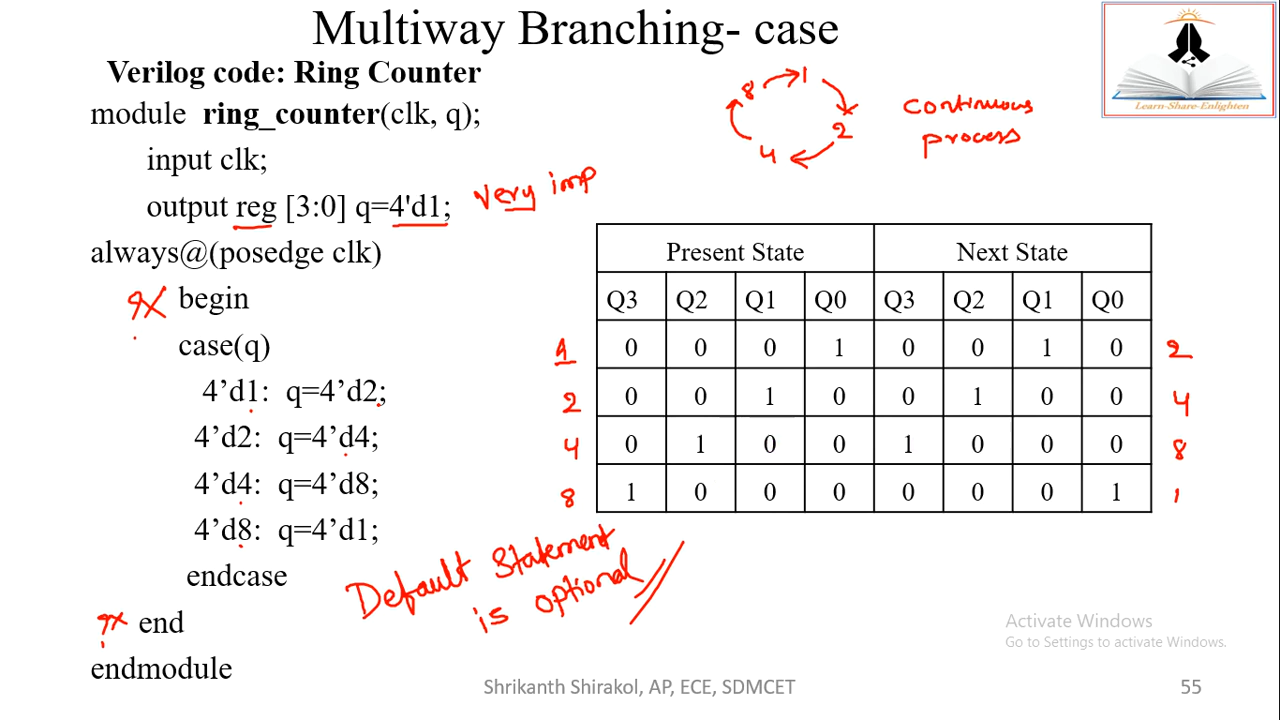 Multiway Branching- case
Verilog code: Ring Counter
module ring_counter(clk, q);
input clk;
output reg [3:0] q=4'd1;
very imp
always@(posedge clk)
begin
case(q)
4’d1: q=4’d2;
4’d2: q=4’d4;
4’d4: q=4’d8;
4’d8: q=4’d1;
endcase
end
endmodule
Default Statement
is optional
8 1
2
4
continuous
process
Learn-Share-Enlighten
Present State Next State
Q3 Q2 Q1 Q0 Q3 Q2 Q1 Q0
1 0 0 0 1 0 0 1 0 2
2 0 0 1 0 0 1 0 0 4
4 0 1 0 0 1 0 0 0 8
8 1 0 0 0 0 0 0 1 1
Activate Windows
Go to Settings to activate Windows.
Shrikanth Shirakol, AP, ECE, SDMCET
55